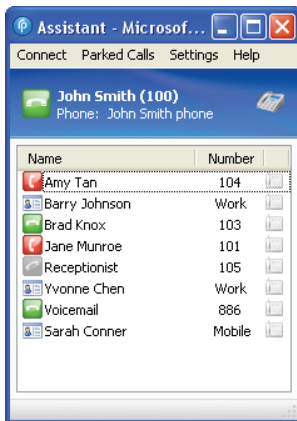 Assistant - Microsof...
Connect Parked Calls Settings Help
John Smith (100)
Phone: John Smith phone
Name Number
Amy Tan 104
Barry Johnson Work
Brad Knox 103
Jane Munroe 101
Receptionist 105
Yvonne Chen Work
Voicemail 886
Sarah Conner Mobile